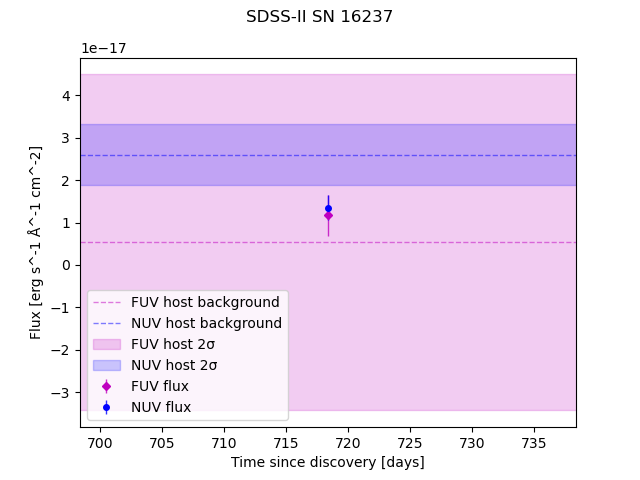 SDSS-II SN 16237
1e−17
4
3
2
1
0
−1
−2
−3
Flux [erg s^-1 Å^-1 cm^-2]
FUV host background
NUV host background
FUV host 2σ
NUV host 2σ
FUV flux
NUV flux
700 705 710 715 720 725 730 735
Time since discovery [days]